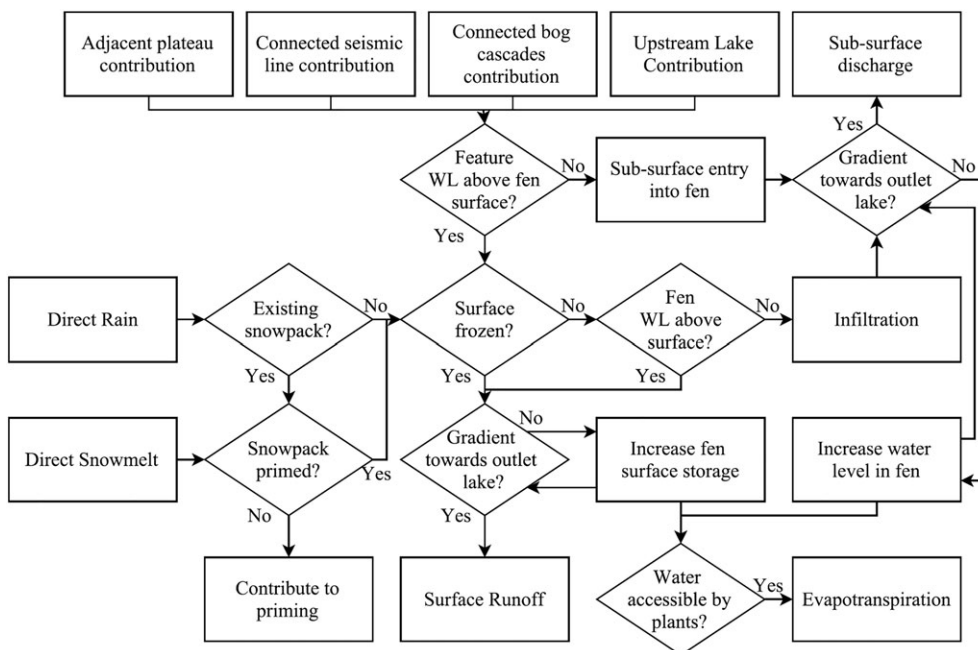 Adjacent plateau
contribution
Connected seismic
line contribution
Connected bog
cascades
contribution
Upstream Lake
Contribution
Sub-surface
discharge
Yes
Feature
WL above fen
surface?
No
Sub-surface entry
into fen
Gradient
towards outlet
lake?
No
Yes
Direct Rain
Existing
snowpack?
No
Surface
frozen?
No
Fen
WL above
surface?
No
Infiltration
Yes
Yes
Yes
Direct Snowmelt
Snowpack
primed?
Yes
Gradient
towards outlet
lake?
No
Increase fen
surface storage
Increase water
level in fen
No
Yes
Contribute to
priming
Surface Runoff
Water
accessible by
plants?
Yes
Evapotranspiration